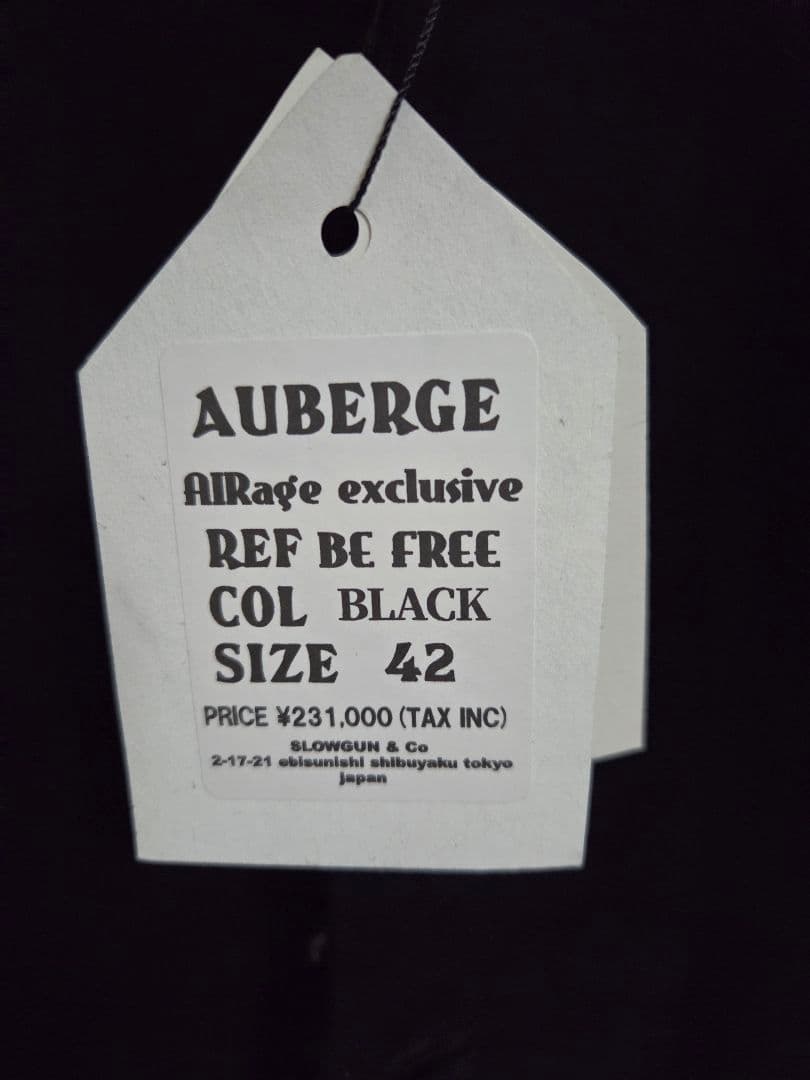 AUBERGE
AIRage exclusive
REF BE FREE
COL BLACK
SIZE 42
PRICE ¥231,000 (TAX INC)
SLOWGUN & Co
2-17-21 ebisunishi shibuyaku tokyo
japan